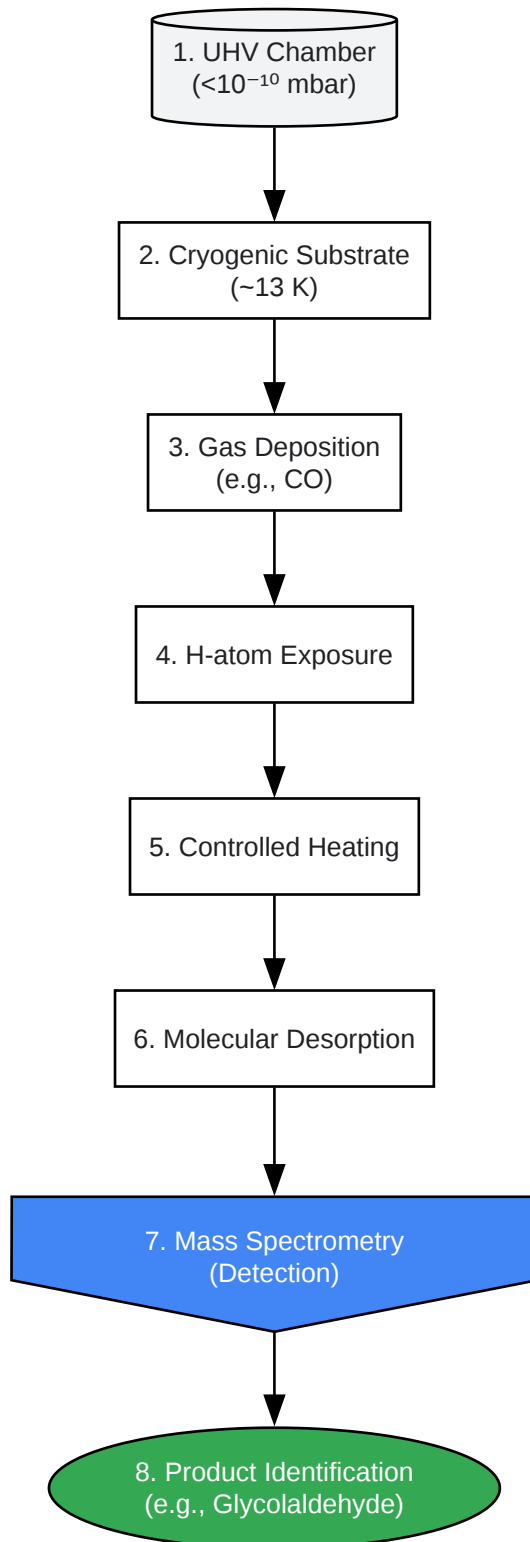 1. UHV Chamber
(<10⁻¹⁰ mbar)
2. Cryogenic Substrate
(~13 K)
3. Gas Deposition
(e.g., CO)
4. H-atom Exposure
5. Controlled Heating
6. Molecular Desorption
7. Mass Spectrometry
(Detection)
8. Product Identification
(e.g., Glycolaldehyde)